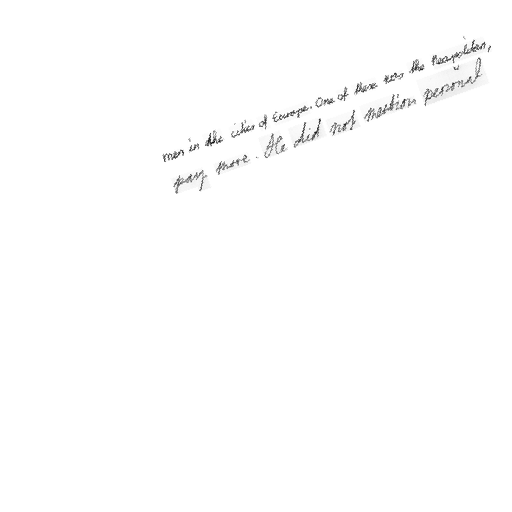 men in the cities of Europe. One of these was the Neapolitan,
pay more. He did not mention personal